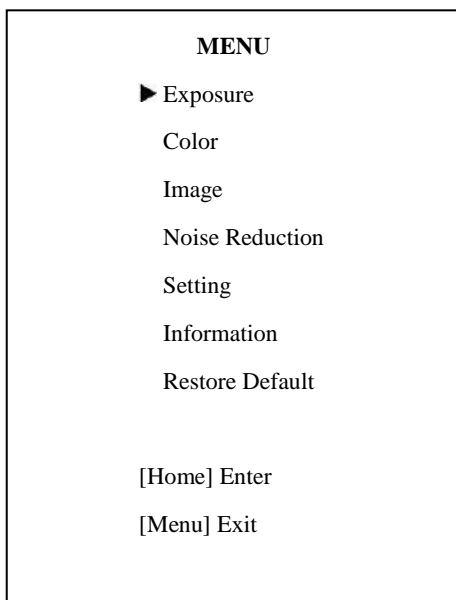 MENU
Exposure
Color
Image
Noise Reduction
Setting
Information
Restore Default
[Home] Enter
[Menu] Exit